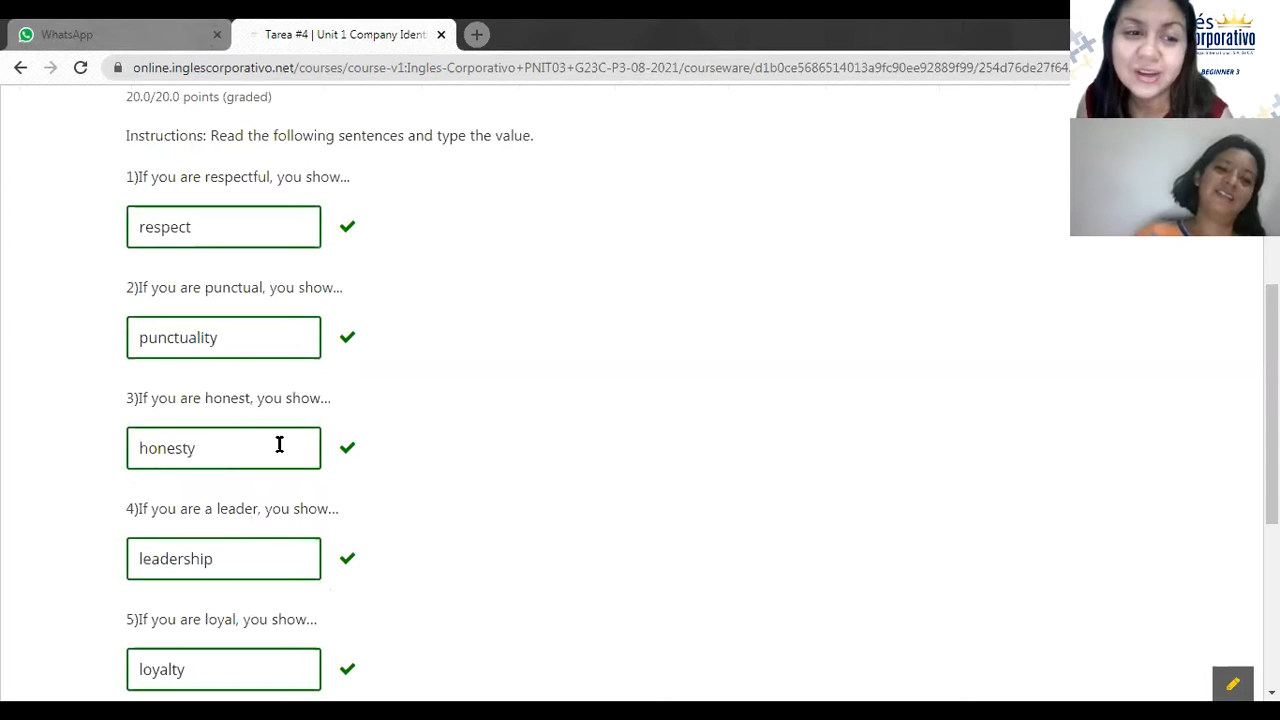 WhatsApp
Tarea #4 | Unit 1 Company Ident
online.inglescorporativo.net/courses/course-v1:Ingles-Corporativo+PNIT03+G23C-P3-08-2021/courseware/d1b0ce5686514013a9fc90ee92889f99/254d76de27f64
és
orporativo
BEGINNER 3
20.0/20.0 points (graded)
Instructions: Read the following sentences and type the value.
1)If you are respectful, you show...
respect
2)If you are punctual, you show...
punctuality
3)If you are honest, you show...
honesty
4)If you are a leader, you show...
leadership
5)If you are loyal, you show...
loyalty